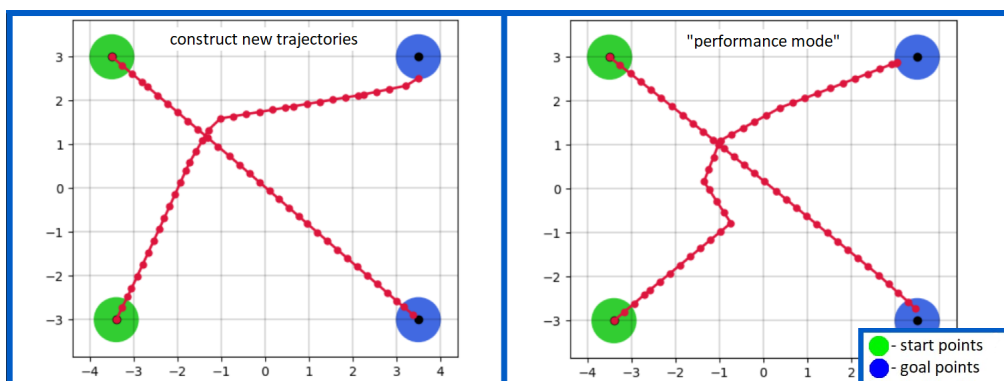 construct new trajectories
3
2
1
0
−1
−2
−3
−4 −3 −2 −1 0 1 2 3 4
"performance mode"
3
2
1
0
−1
−2
−3
−4 −3 −2 −1 0 1 2
- start points
- goal points